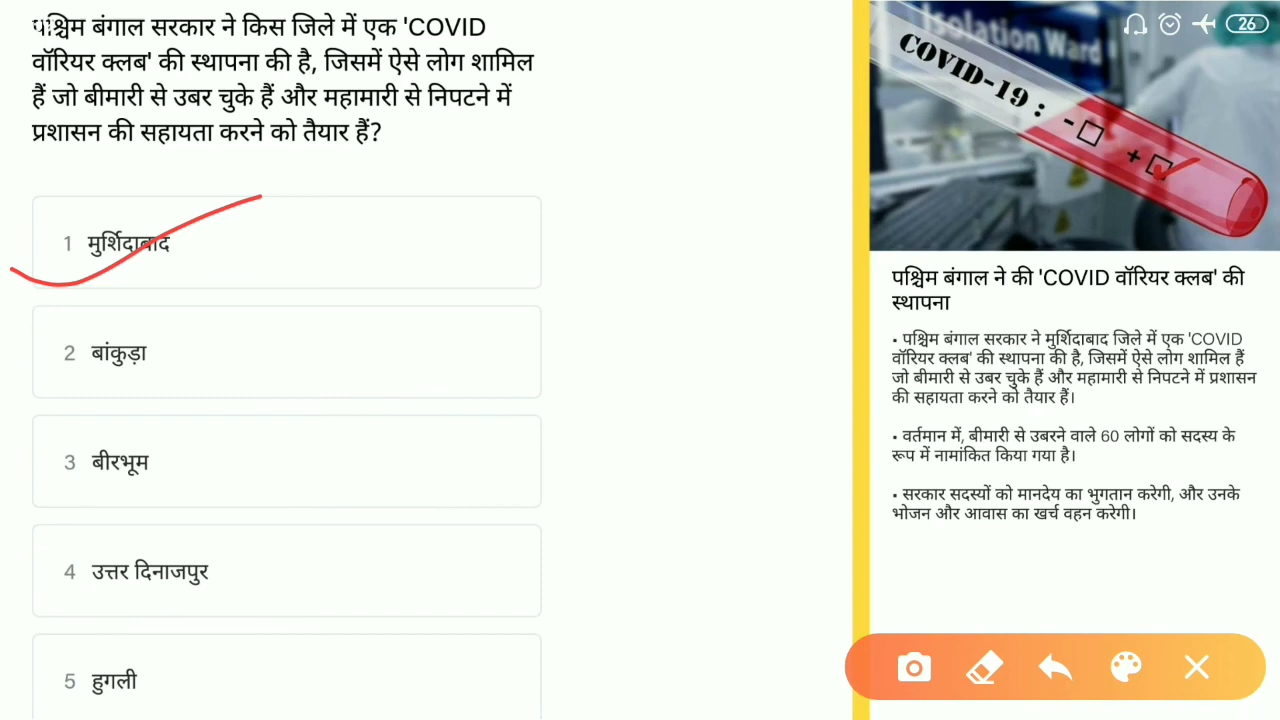 पश्चिम बंगाल सरकार ने किस जिले में एक 'COVID
वॉरियर क्लब' की स्थापना की है, जिसमें ऐसे लोग शामिल
हैं जो बीमारी से उबर चुके हैं और महामारी से निपटने में
प्रशासन की सहायता करने को तैयार हैं?
1 मुर्शिदाबाद
2 बांकुड़ा
3 बीरभूम
4 उत्तर दिनाजपुर
5 हुगली
26
Isolation Ward
COVID-19 : -
+
पश्चिम बंगाल ने की 'COVID वॉरियर क्लब' की
स्थापना
• पश्चिम बंगाल सरकार ने मुर्शिदाबाद जिले में एक 'COVID
वॉरियर क्लब' की स्थापना की है, जिसमें ऐसे लोग शामिल हैं
जो बीमारी से उबर चुके हैं और महामारी से निपटने में प्रशासन
की सहायता करने को तैयार हैं।
• वर्तमान में, बीमारी से उबरने वाले 60 लोगों को सदस्य के
रूप में नामांकित किया गया है।
• सरकार सदस्यों को मानदेय का भुगतान करेगी, और उनके
भोजन और आवास का खर्च वहन करेगी।